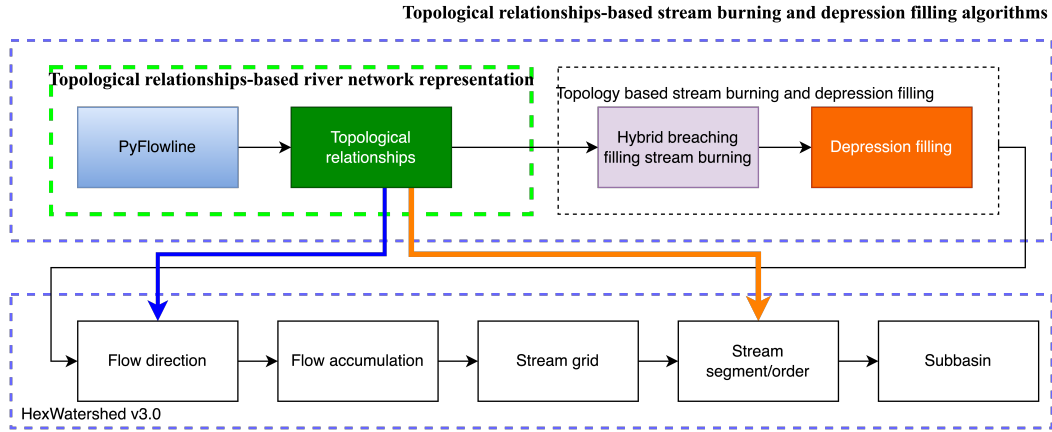 Topological relationships-based stream burning and depression filling algorithms
Topological relationships-based river network representation
Topology based stream burning and depression filling
PyFlowline
Topological
relationships
Hybrid breaching
filling stream burning
Depression filling
Flow direction
Flow accumulation
Stream grid
Stream
segment/order
Subbasin
HexWatershed v3.0